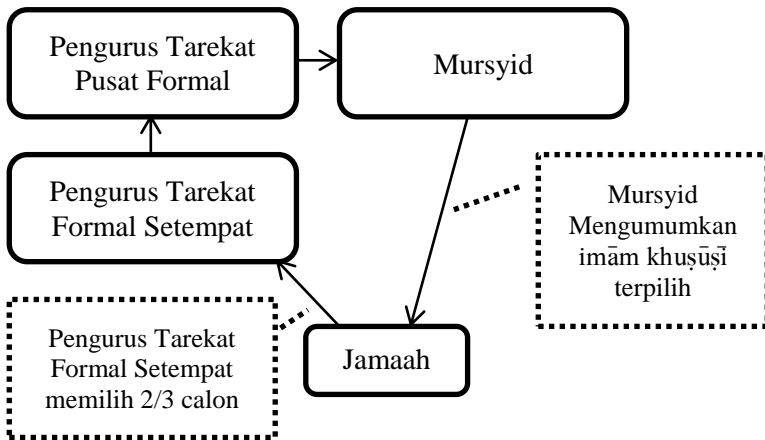 Pengurus Tarekat
Pusat Formal
Mursyid
Pengurus Tarekat
Formal Setempat
Mursyid
Mengumumkan
imām khuṣūṣī
terpilih
Pengurus Tarekat
Formal Setempat
memilih 2/3 calon
Jamaah